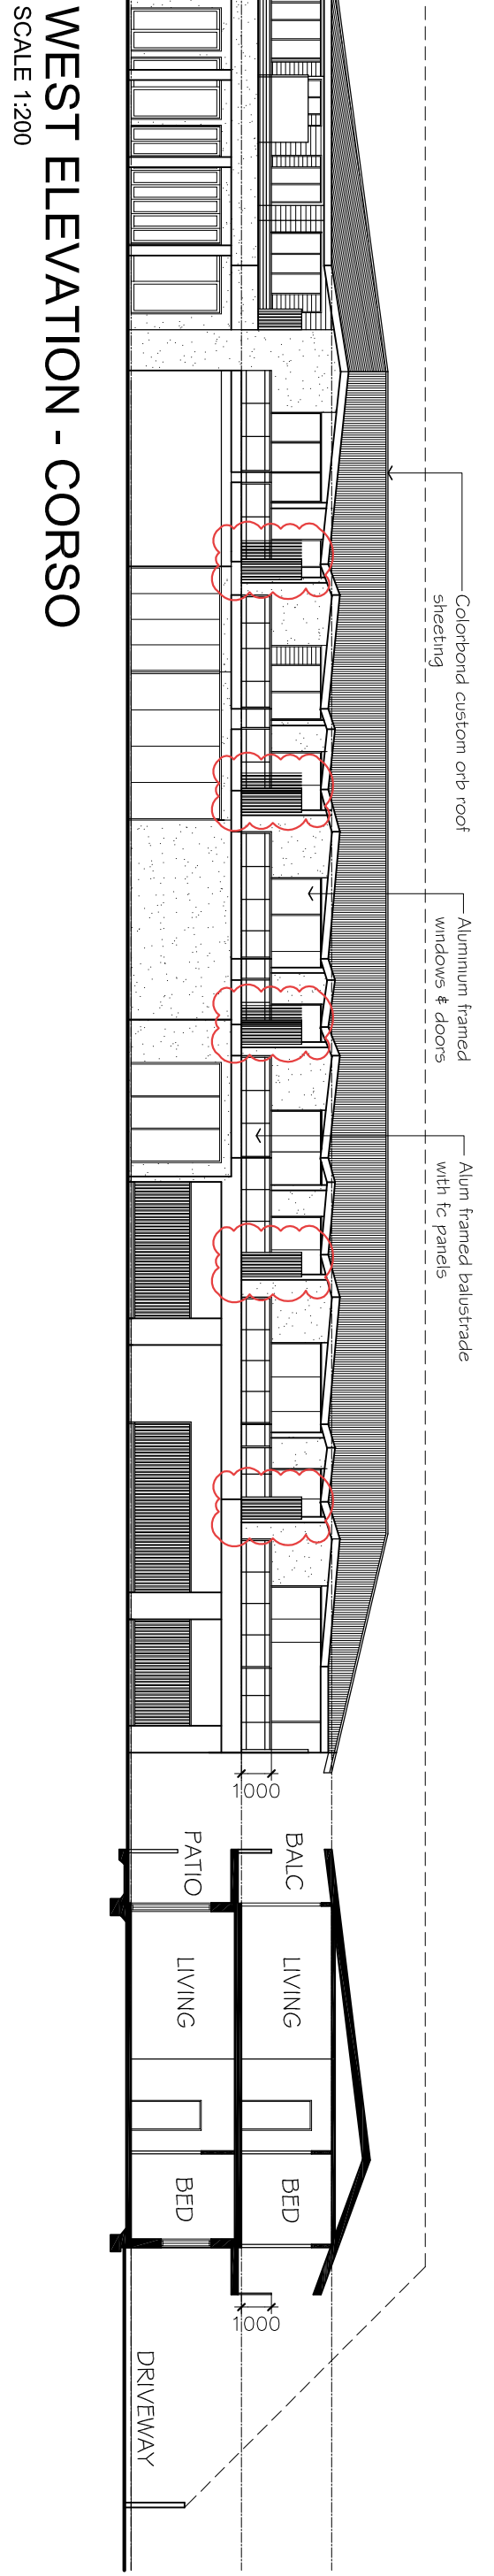 Colorbond custom orb roof
sheeting
Aluminium framed
windows & doors
Alum framed balustrade
with fc panels
1000
BALC
LIVING
BED
PATIO
LIVING
BED
1000
DRIVEWAY
WEST ELEVATION - CORSO
SCALE 1:200